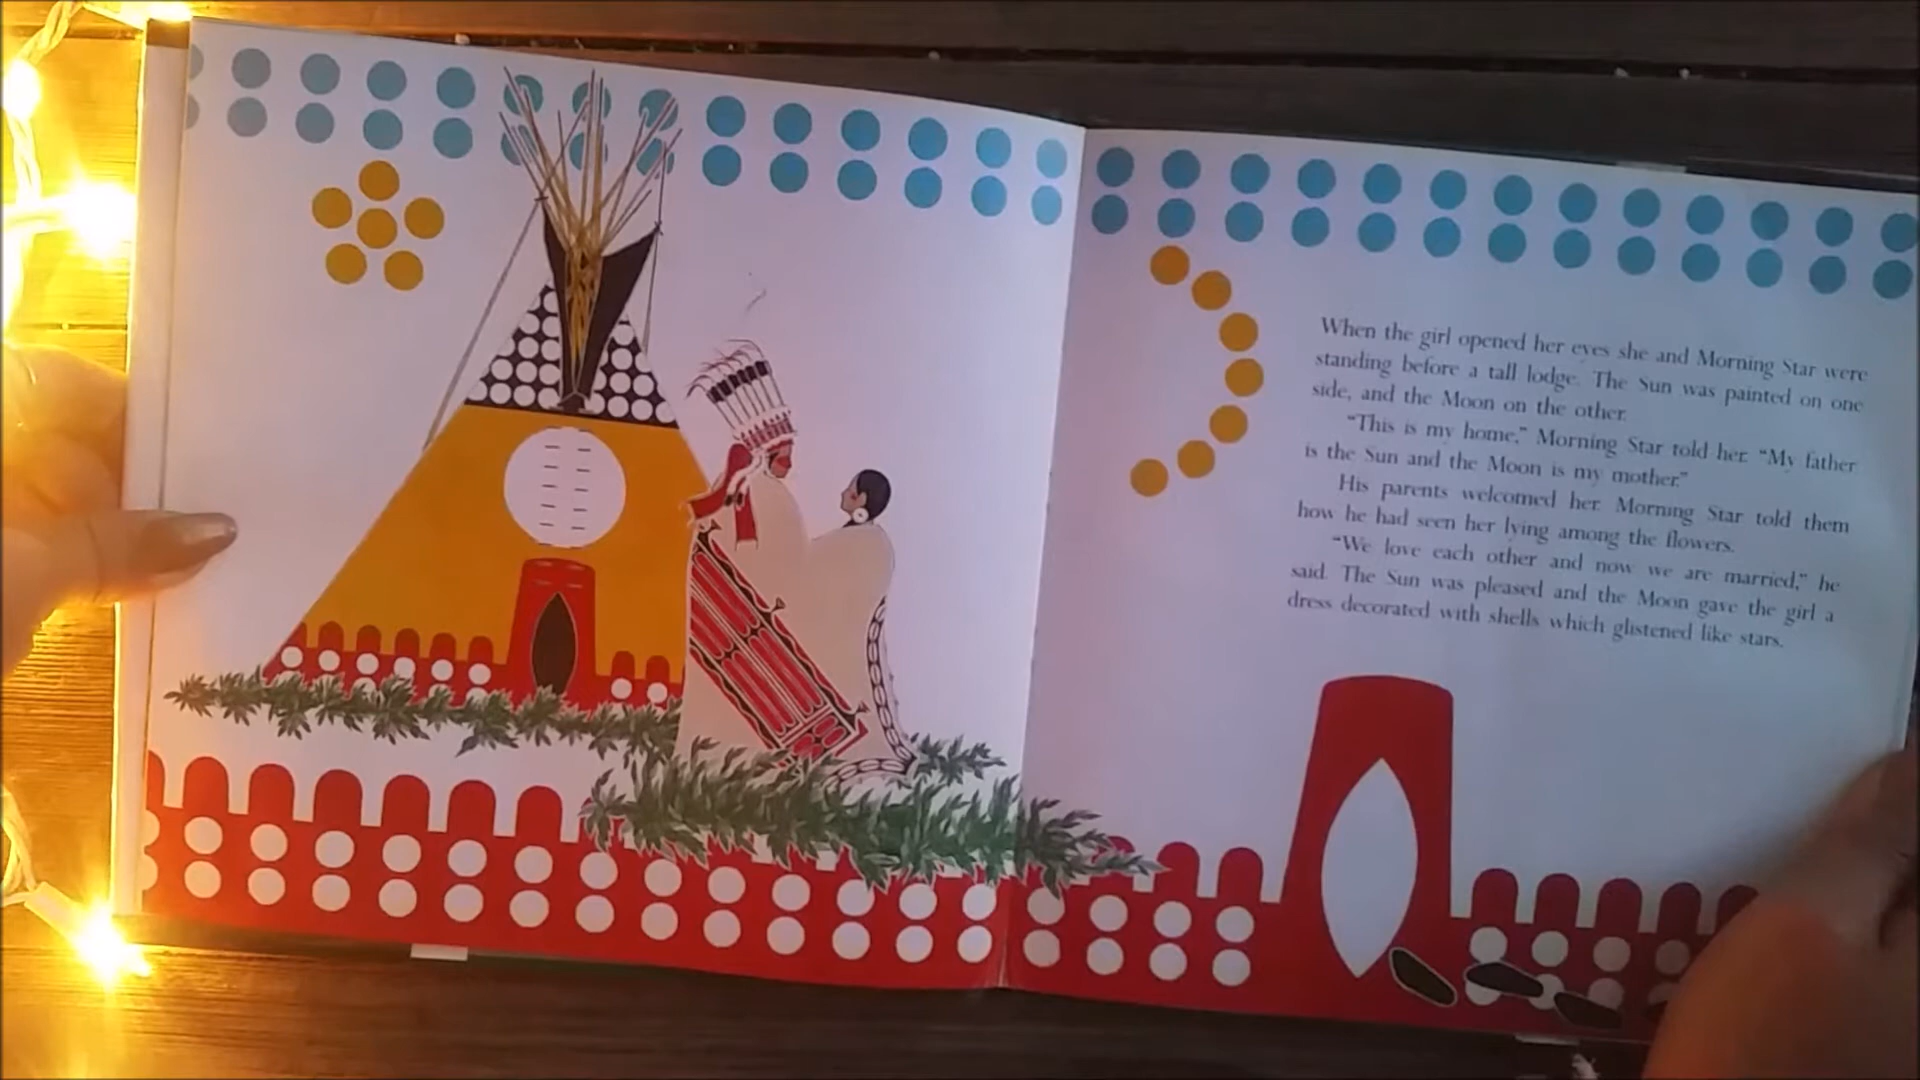 When the girl opened her eyes she and Morning Star were
standing before a tall lodge. The Sun was painted on one
side, and the Moon on the other.
“This is my home,” Morning Star told her. “My father
is the Sun and the Moon is my mother.”
His parents welcomed her. Morning Star told them
how he had seen her lying among the flowers.
“We love each other and now we are married,” he
said. The Sun was pleased and the Moon gave the girl a
dress decorated with shells which glistened like stars.